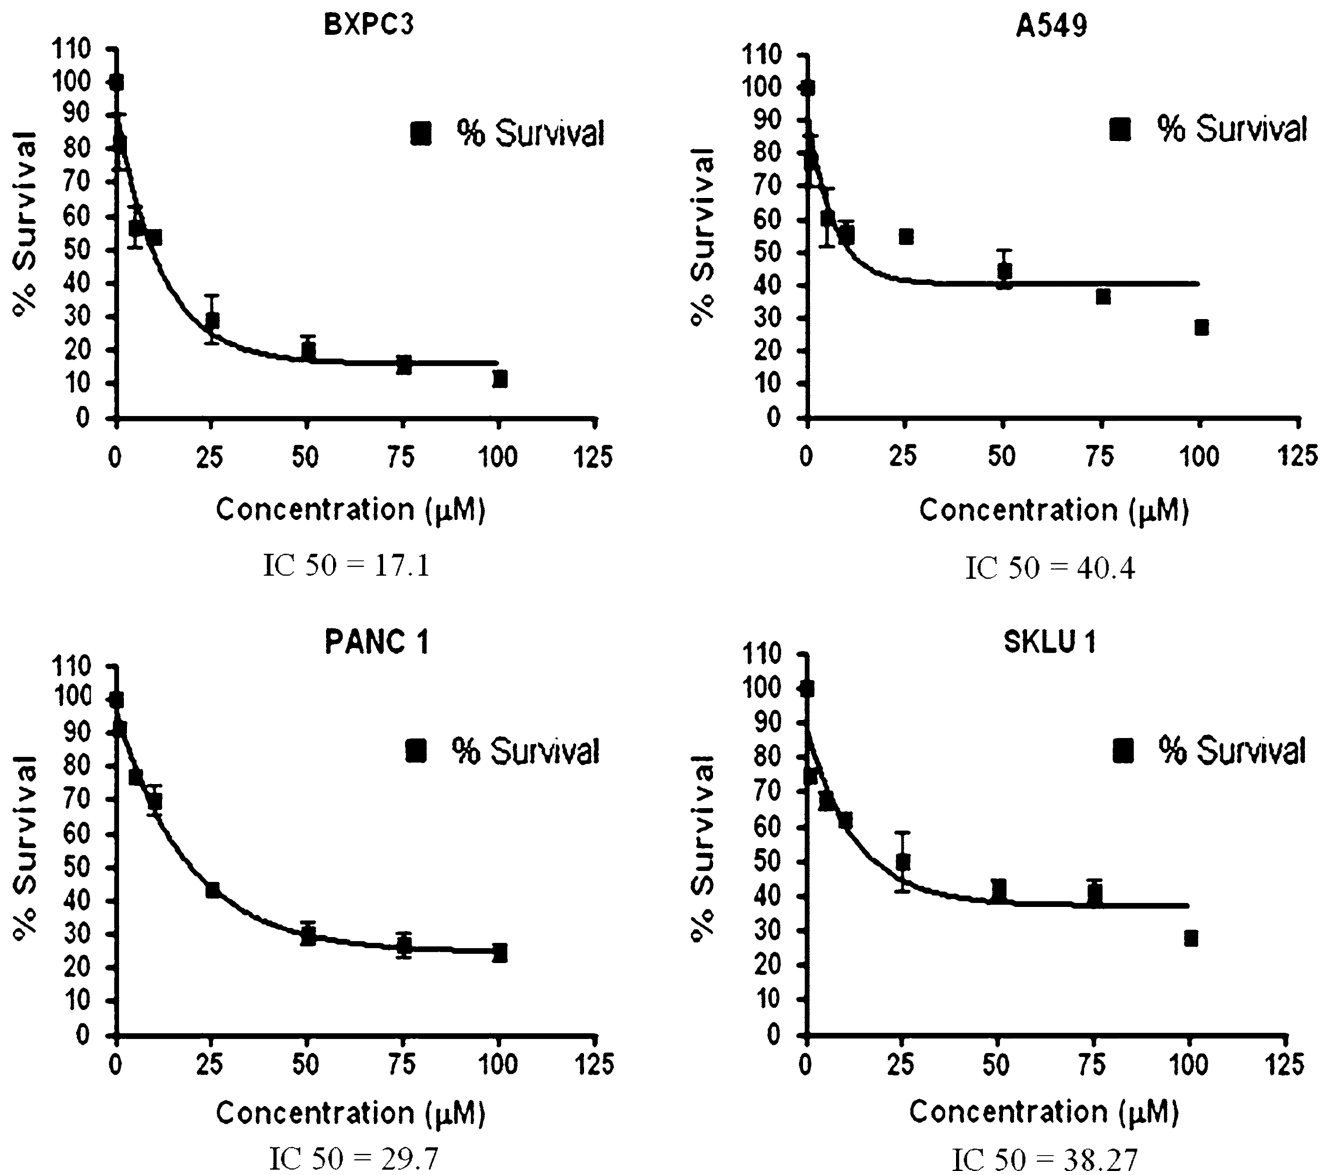 BXPC3
110
100
90
80
70
60
50
40
30
20
10
0
% Survival
% Survival
0 25 50 75 100 125
Concentration (µM)
IC 50 = 17.1
A549
110
100
90
80
70
60
50
40
30
20
10
0
% Survival
% Survival
0 25 50 75 100 125
Concentration (µM)
IC 50 = 40.4
PANC 1
110
100
90
80
70
60
50
40
30
20
10
0
% Survival
% Survival
0 25 50 75 100 125
Concentration (µM)
IC 50 = 29.7
SKLU 1
110
100
90
80
70
60
50
40
30
20
10
0
% Survival
% Survival
0 25 50 75 100 125
Concentration (µM)
IC 50 = 38.27